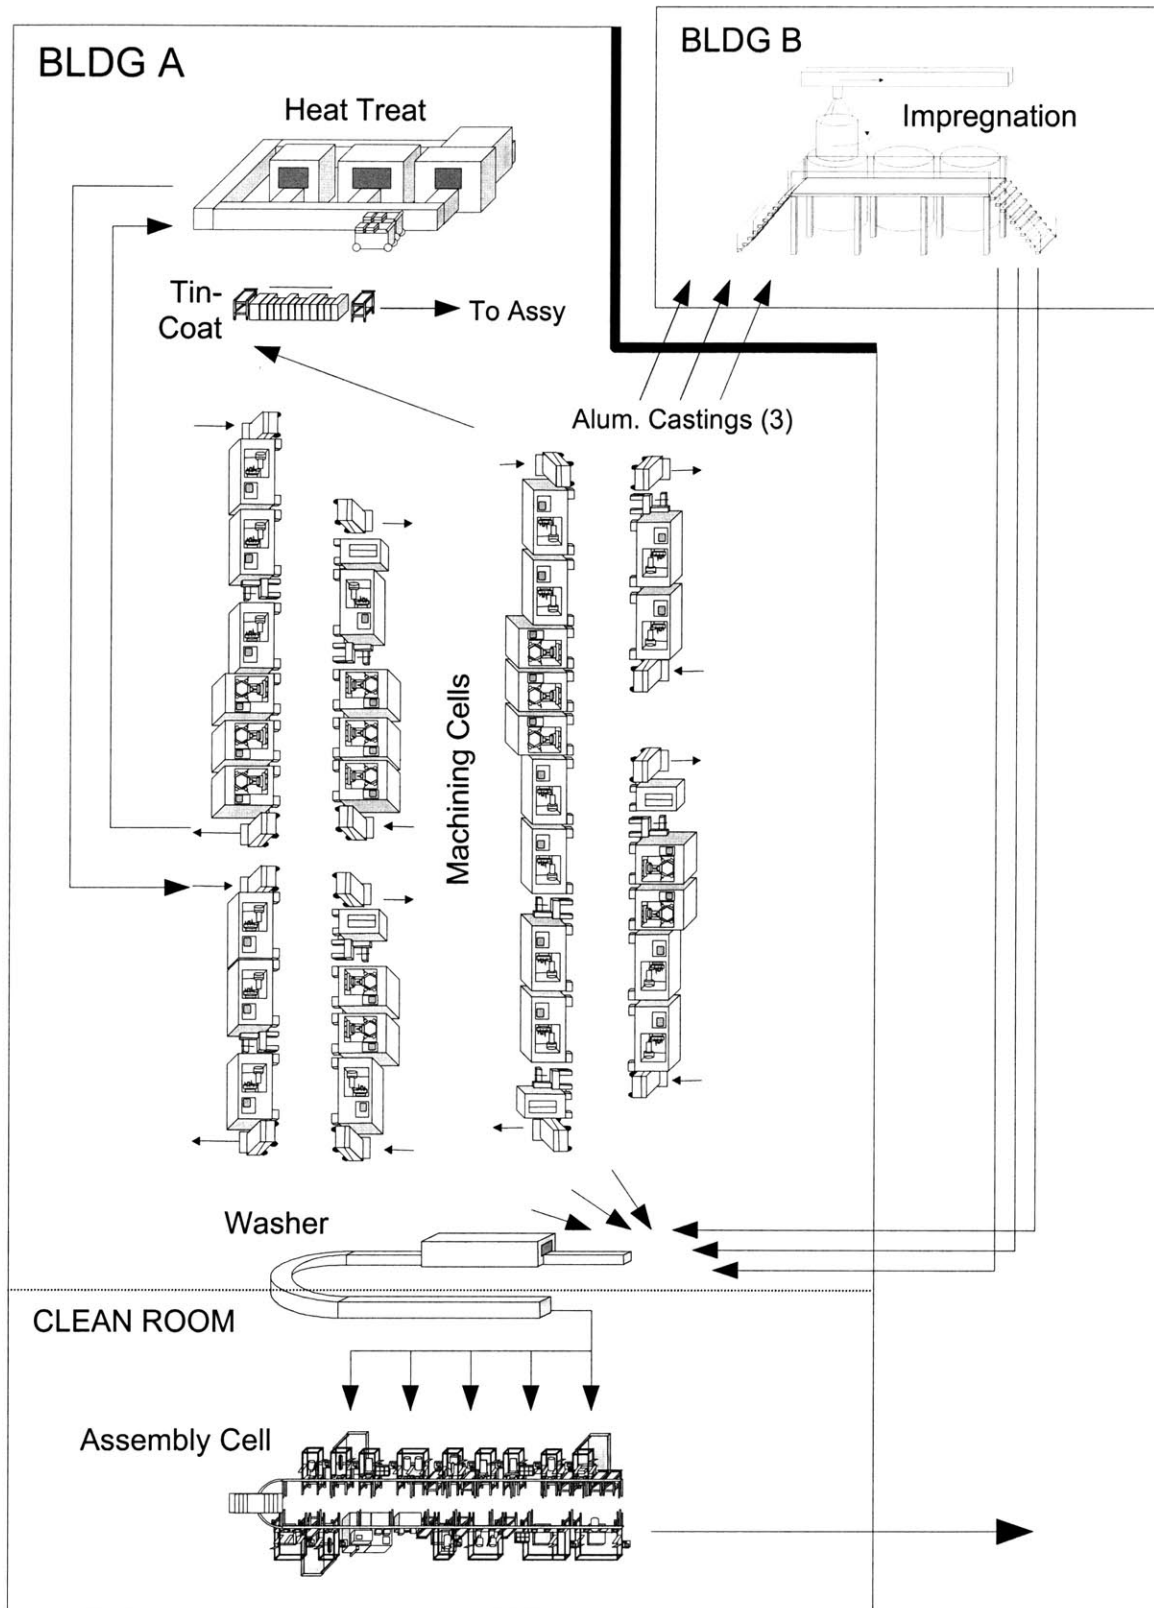 BLDG A
BLDG B
Heat Treat
Impregnation
Tin-
Coat
To Assy
Alum. Castings (3)
Machining Cells
Washer
CLEAN ROOM
Assembly Cell